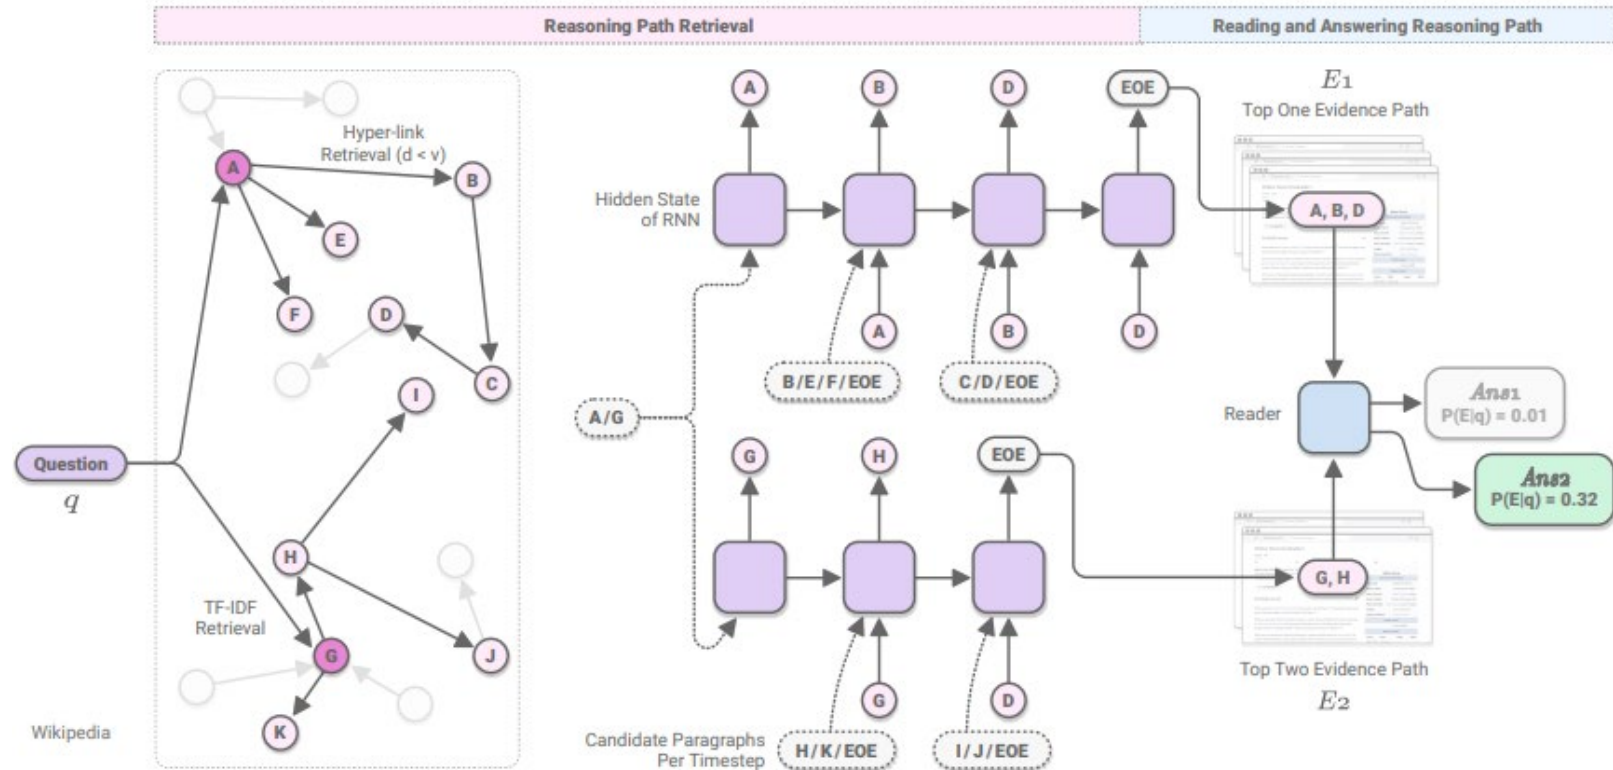 Reasoning Path Retrieval
Reading and Answering Reasoning Path
Hyper-link
Retrieval (d < v)
A
B
E
F
D
C
I
Question
q
H
TF-IDF
Retrieval
G
J
K
Wikipedia
A
B
D
EOE
Hidden State
of RNN
A
B
D
B/E/F/EOE
C/D/EOE
A/G
G
H
EOE
G
D
Candidate Paragraphs
Per Timestep
H/K/EOE
I/J/EOE
E1
Top One Evidence Path
A, B, D
Reader
Ans1
P(E|q) = 0.01
Ans2
P(E|q) = 0.32
G, H
Top Two Evidence Path
E2